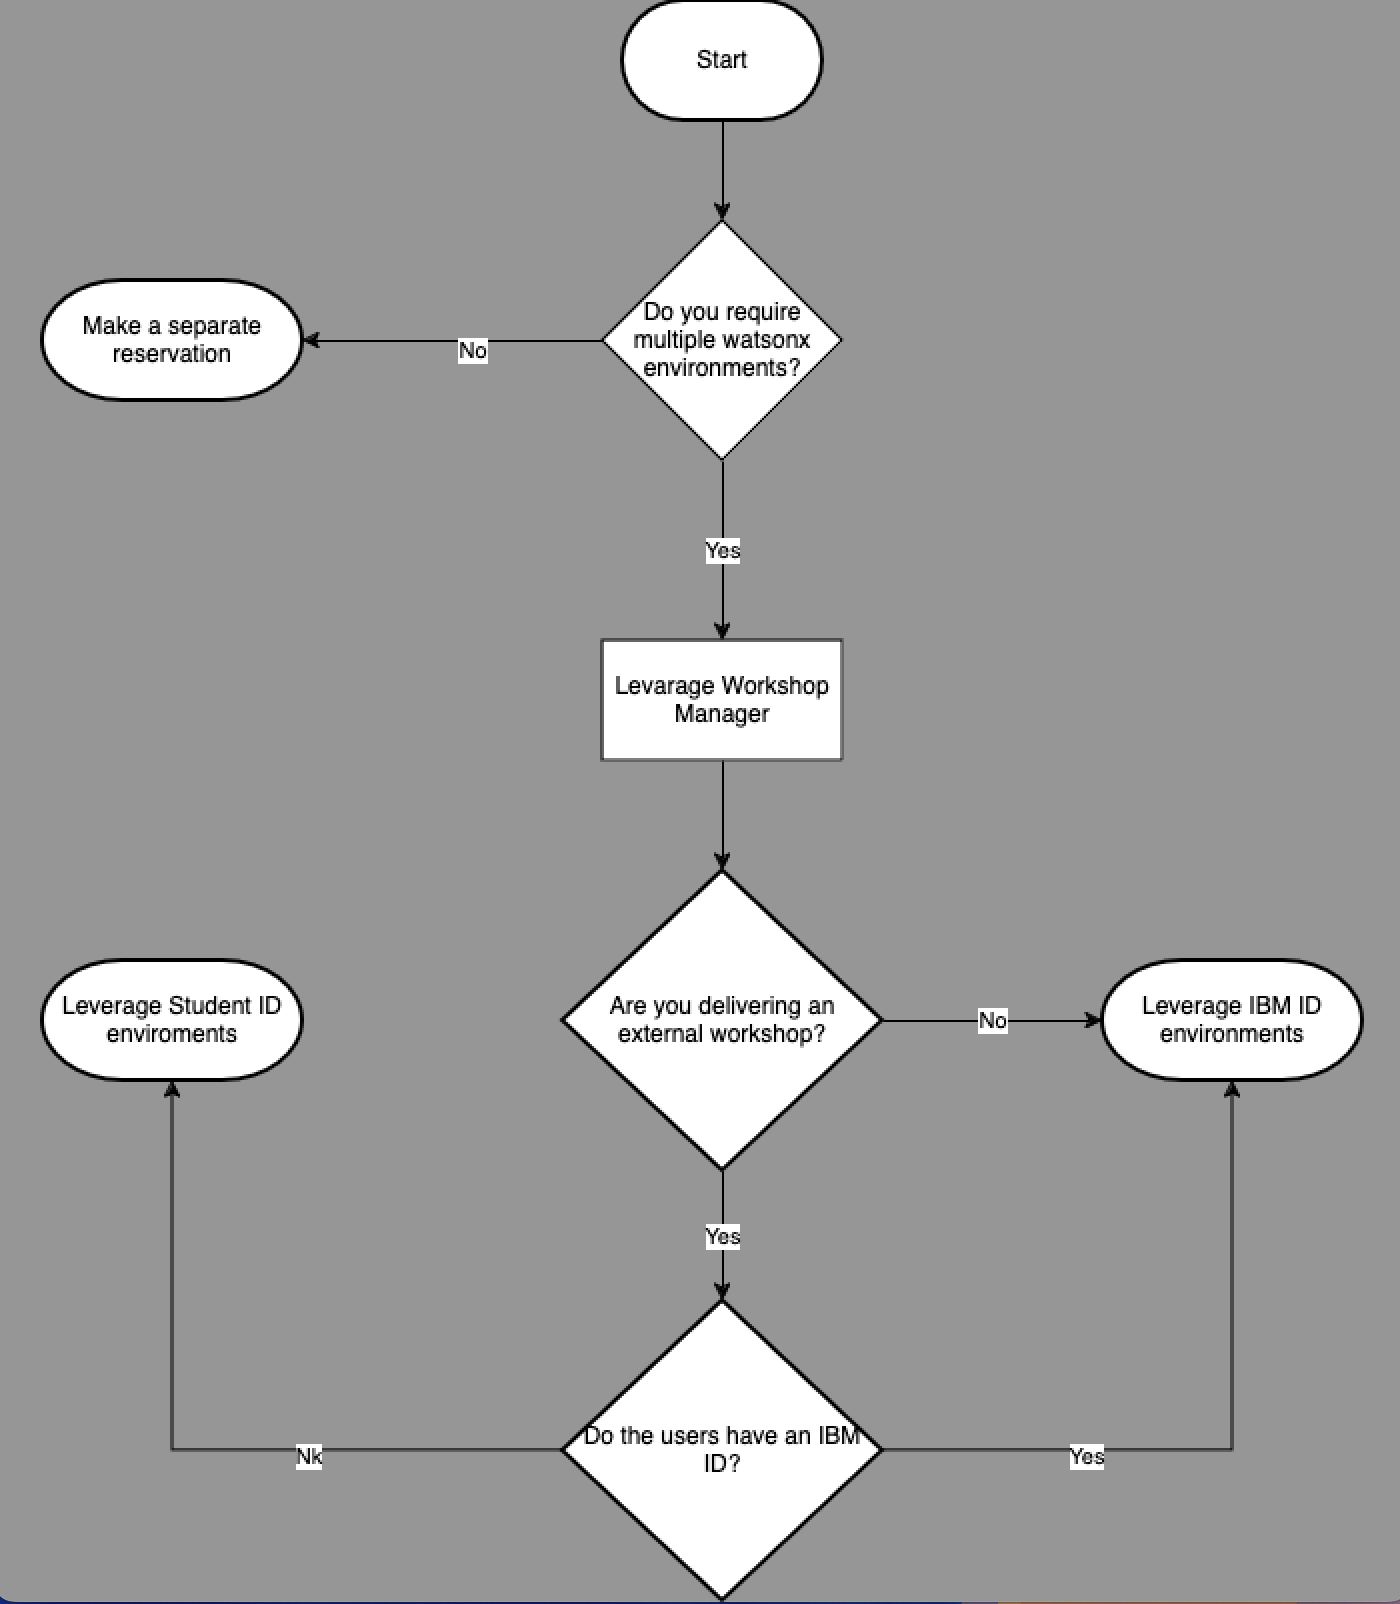 Start
Do you require
multiple watsonx
environments?
Make a separate
reservation
No
Yes
Levarage Workshop
Manager
Leverage Student ID
enviroments
Are you delivering an
external workshop?
No
Leverage IBM ID
environments
Yes
Do the users have an IBM
ID?
Nk
Yes